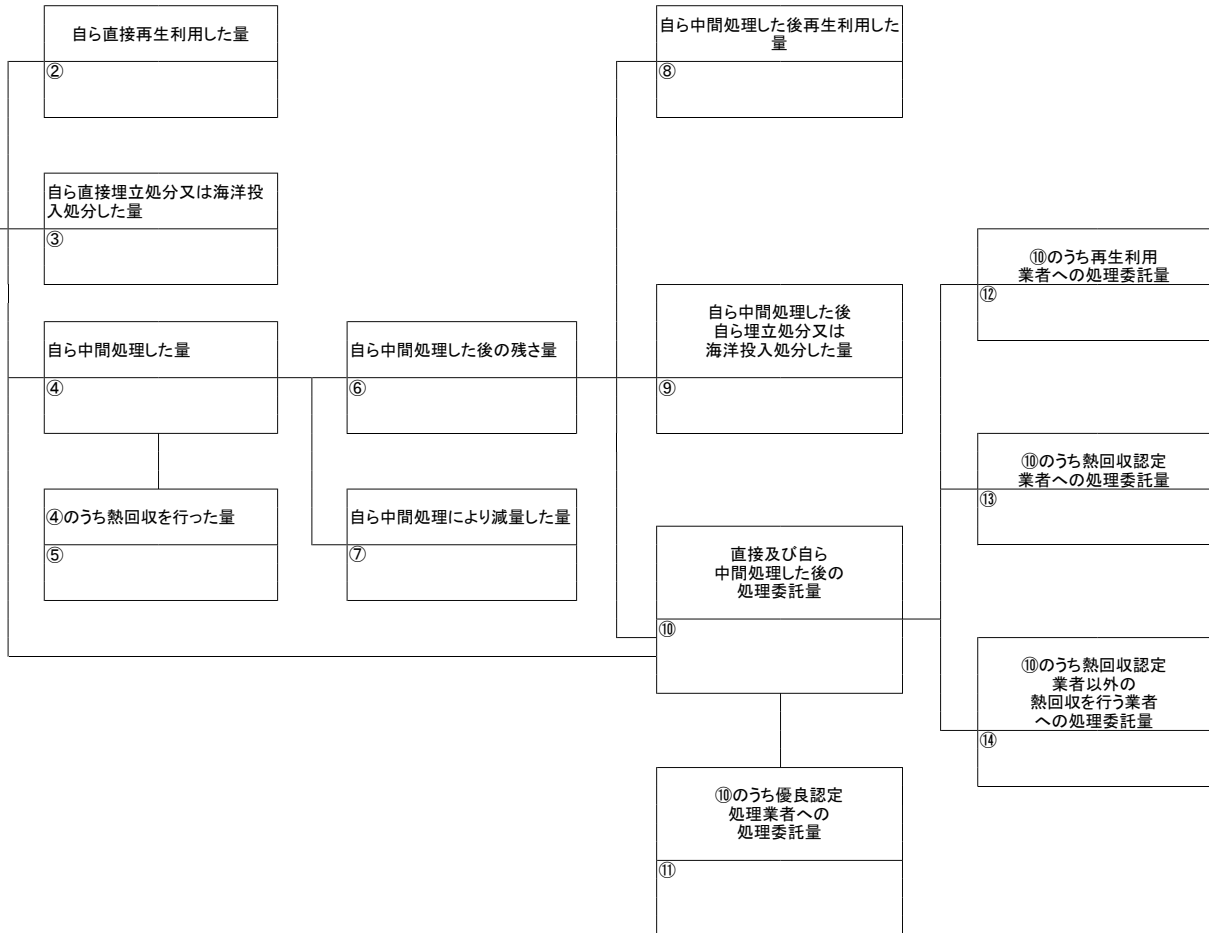 自ら直接再生利用した量
②
自ら中間処理した後再生利用した
量
⑧
自ら直接埋立処分又は海洋投
入処分した量
③
自ら中間処理した量
④
自ら中間処理した後の残さ量
⑥
自ら中間処理した後
自ら埋立処分又は
海洋投入処分した量
⑨
⑩のうち再生利用
業者への処理委託量
⑫
④のうち熱回収を行った量
⑤
自ら中間処理により減量した量
⑦
直接及び自ら
中間処理した後の
処理委託量
⑩
⑩のうち熱回収認定
業者への処理委託量
⑬
⑩のうち熱回収認定
業者以外の
熱回収を行う業者
への処理委託量
⑭
⑩のうち優良認定
処理業者への
処理委託量
⑪